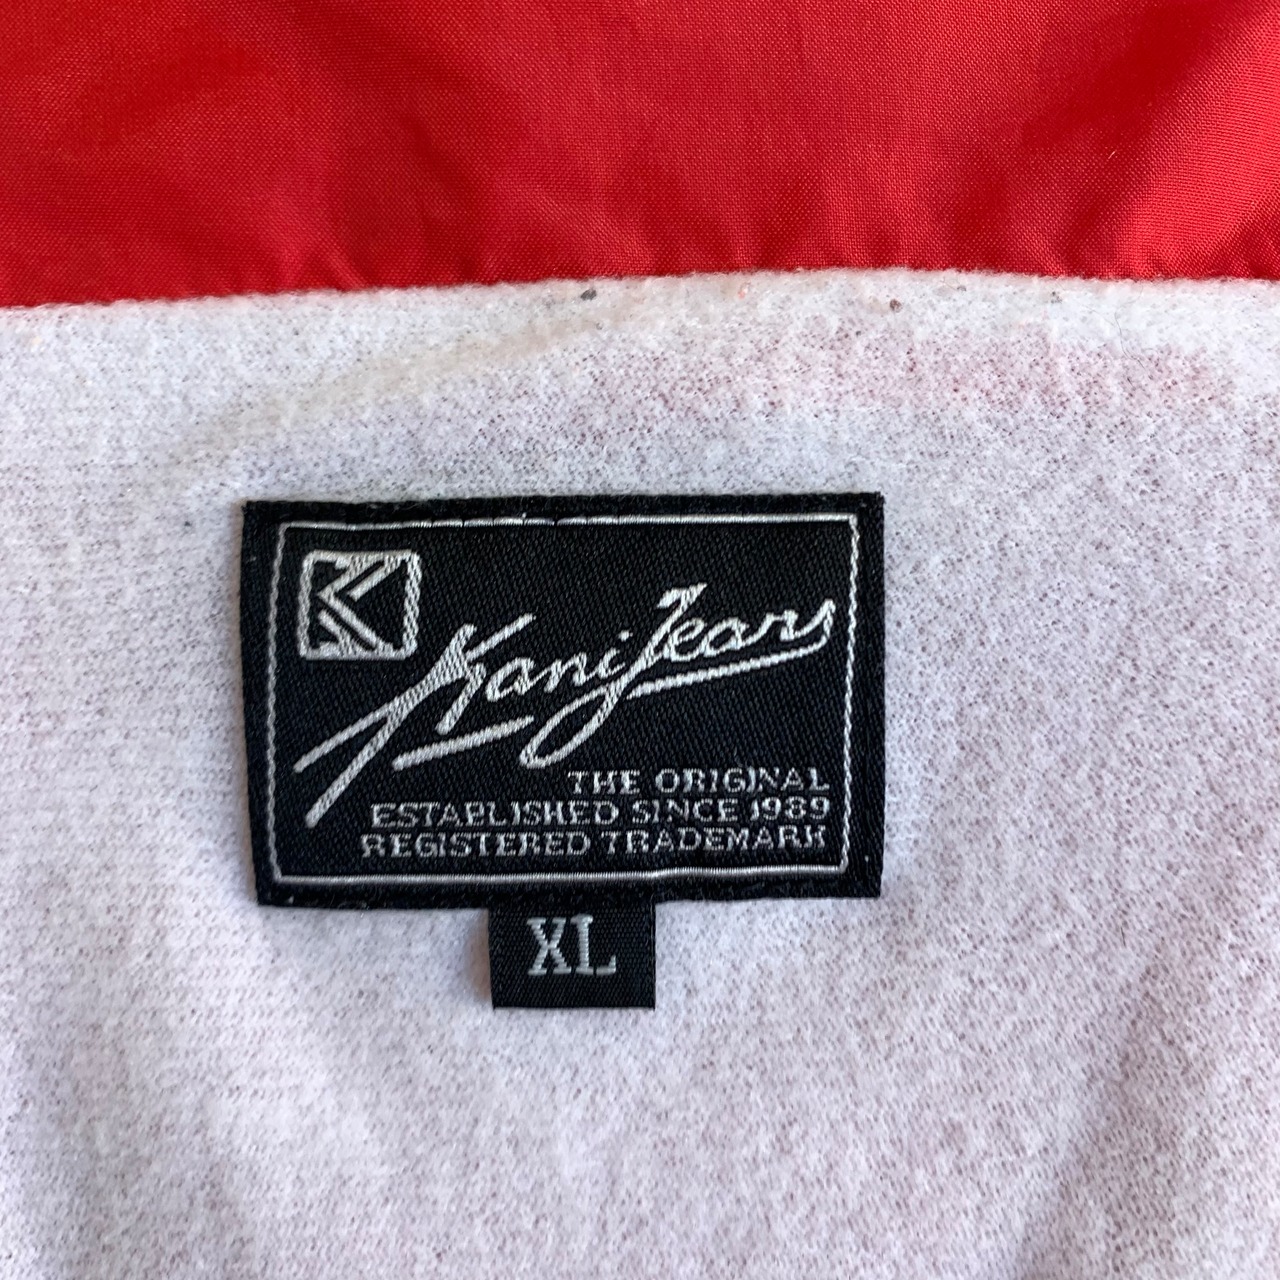 Kani Jeans
THE ORIGINAL
ESTABLISHED SINCE 1989
REGISTERED TRADEMARK
XL